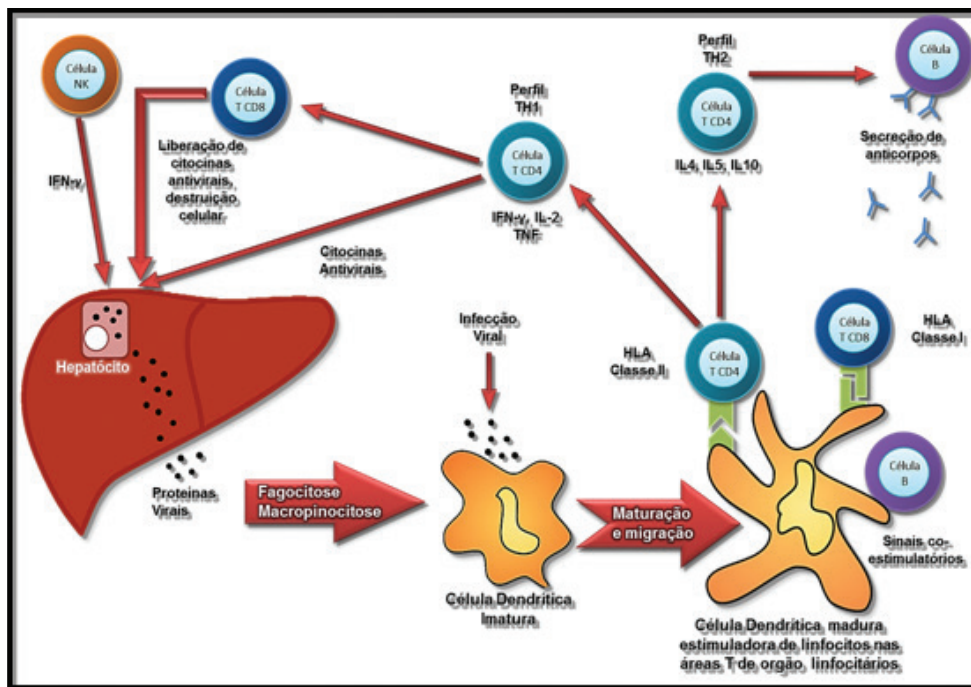 Célula
NK
IFN-γ
Célula
T CD8
Liberação de
citocinas
antivirais,
destruição
celular.
Perfil
TH1
Célula
T CD4
IFN-γ, IL-2
TNF
Citocinas
Antivirais
Perfil
TH2
Célula
T CD4
IL4, IL5, IL10
Célula
B
Secreção de
anticorpos
Hepatócito
Proteinas
Virais
Fagocitose
Macropinocitose
Infecção
Viral
Célula Dendritica
Imatura
Maturação
e migração
HLA
Classe II
Célula
T CD4
Célula
T CD8
HLA
Classe I
Célula
B
Sinais co-
estimulatórios
Célula Dendritica madura
estimuladora de linfocitos nas
áreas T de orgão linfocitários